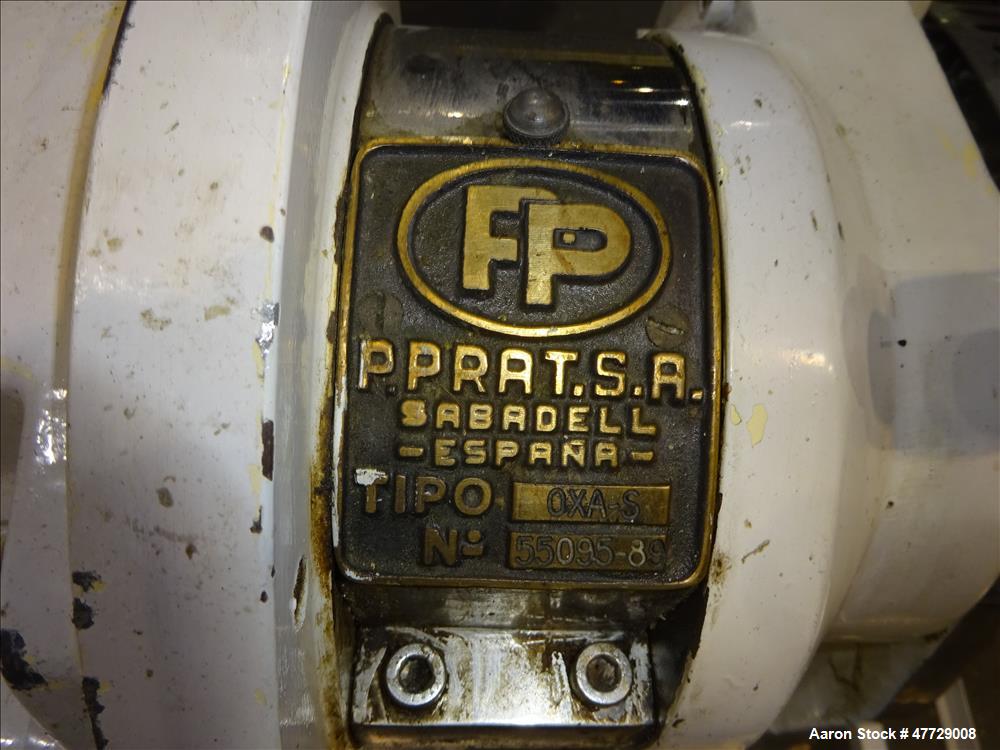 FP
P.PRAT.S.A.
SABADELL
-ESPAÑA-
TIPO OXA-S
Nº 55095-89
Aaron Stock # 47729008